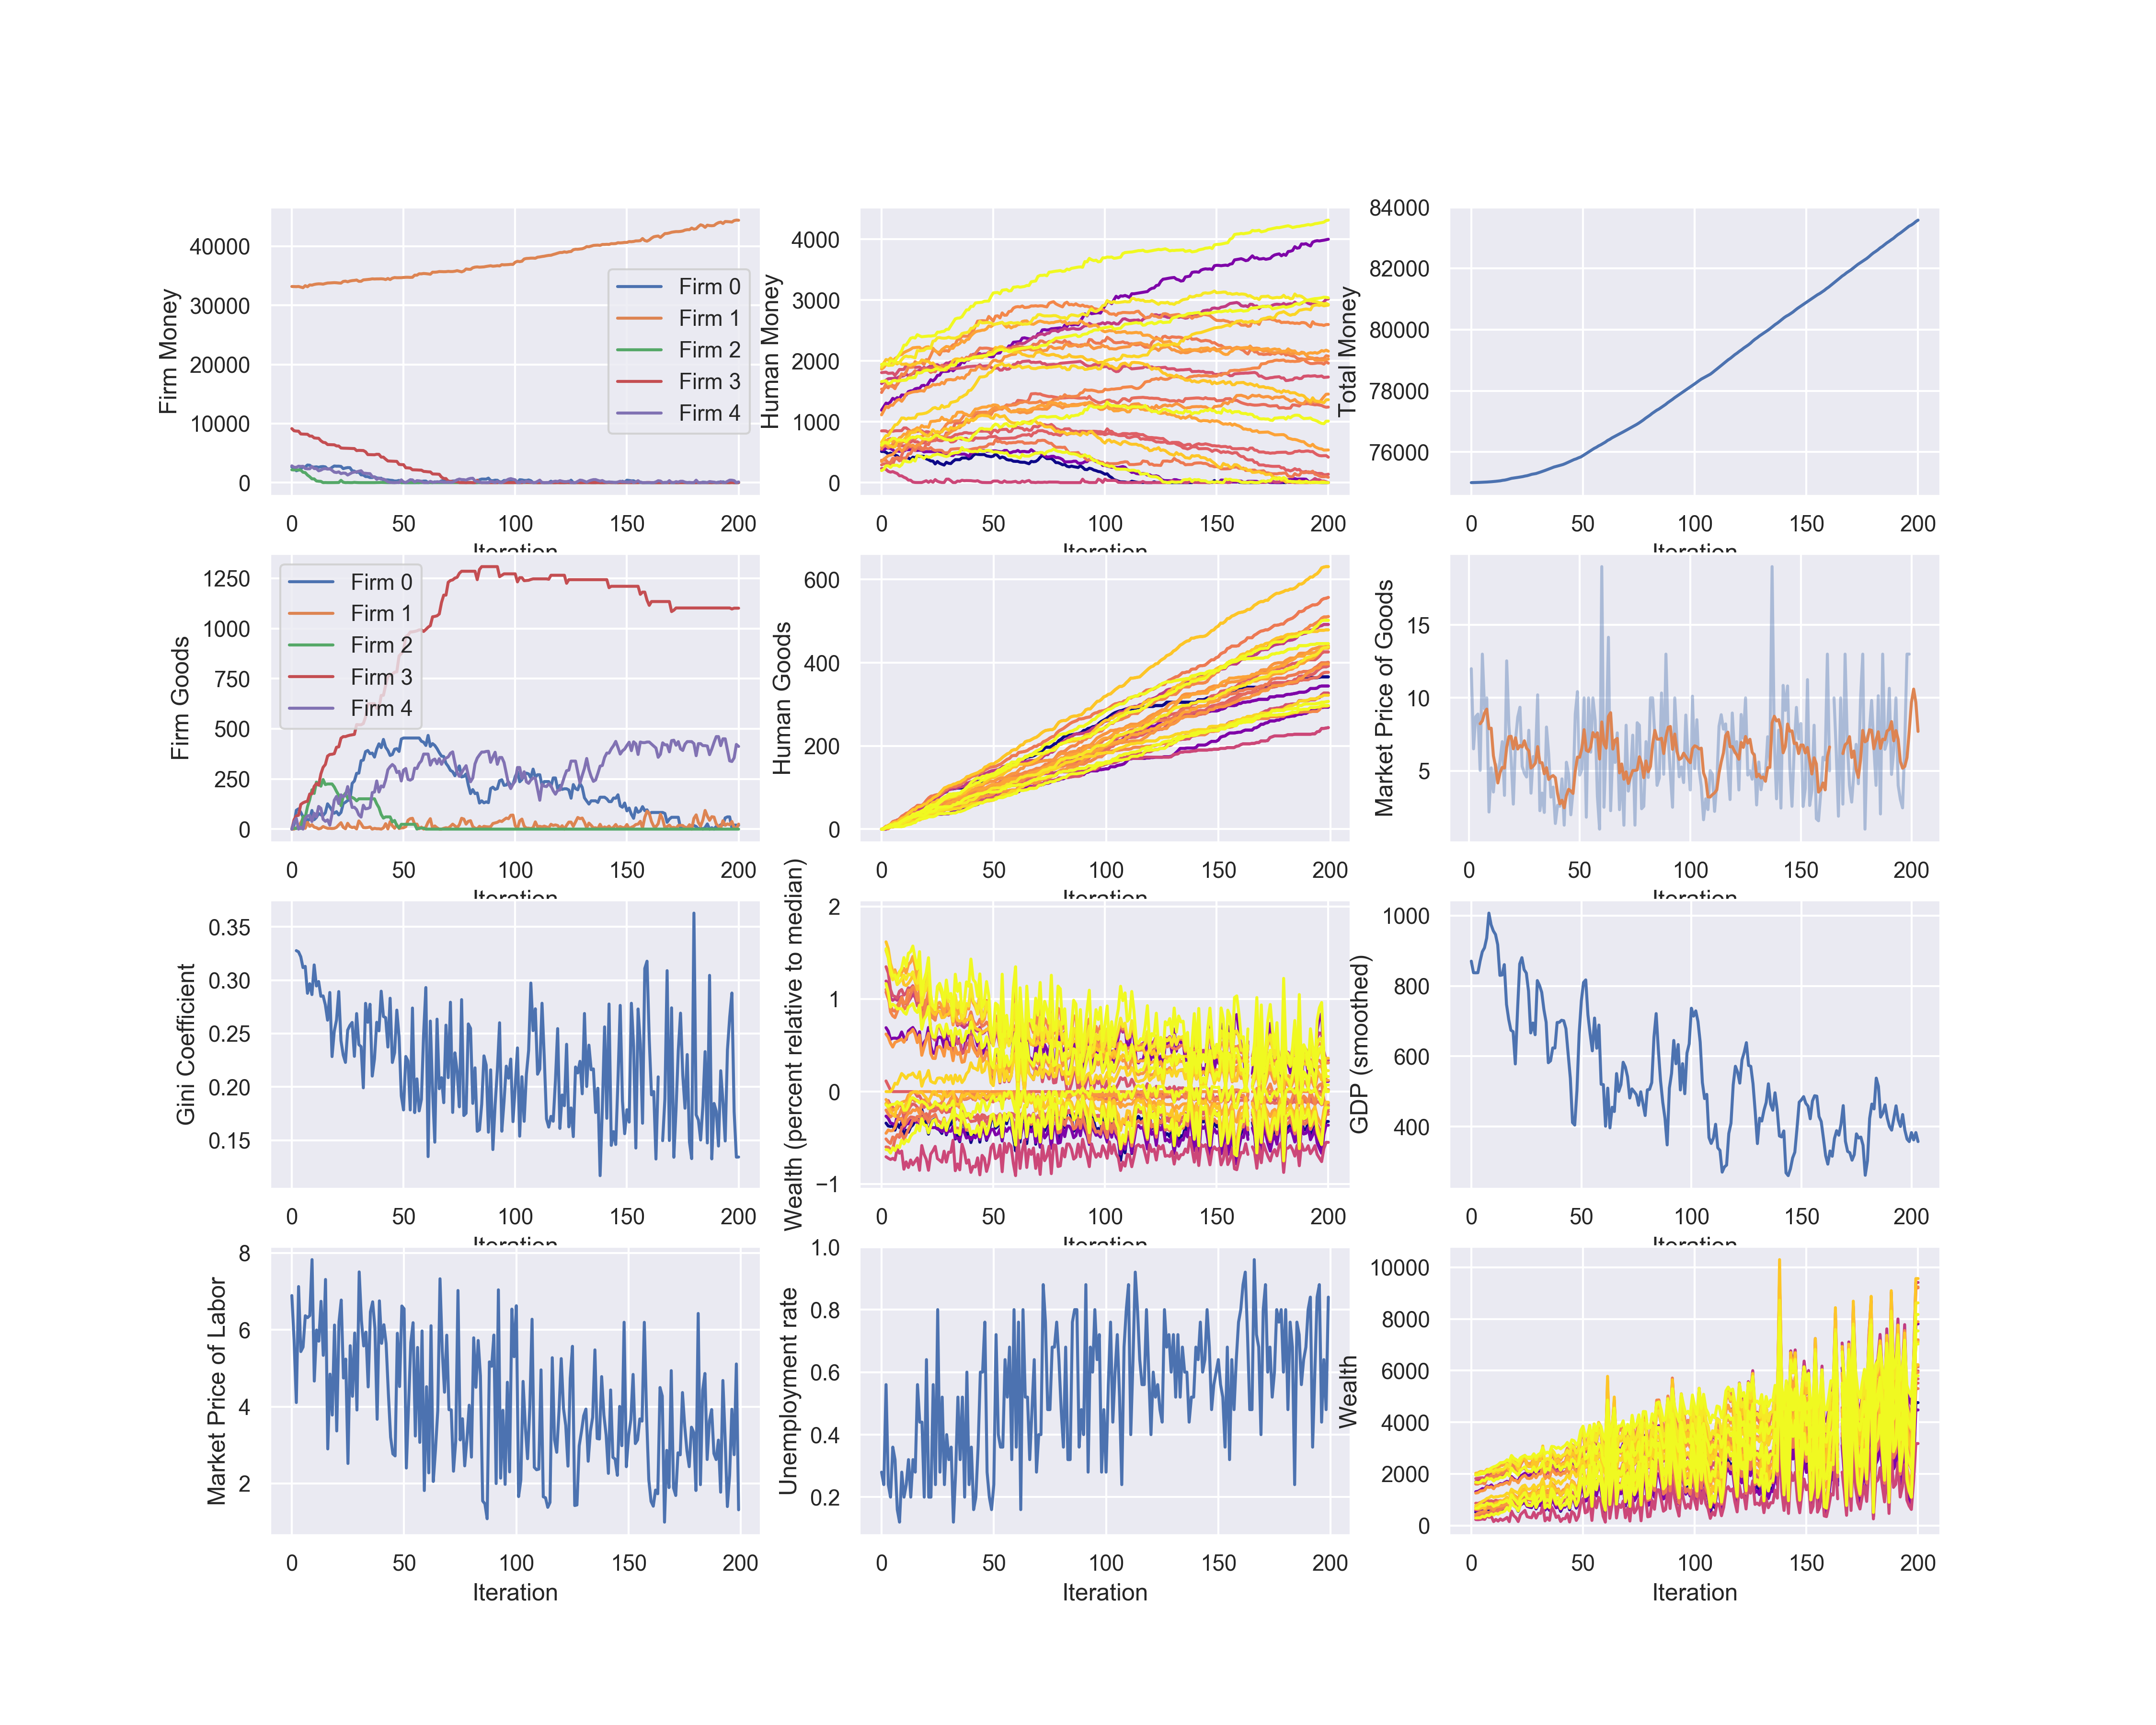 Firm Money
40000
30000
20000
10000
0
Firm 0
Firm 1
Firm 2
Firm 3
Firm 4
0 50 100 150 200
Iteration
Human Money
4000
3000
2000
1000
0
0 50 100 150 200
Iteration
Total Money
84000
82000
80000
78000
76000
0 50 100 150 200
Iteration
Firm Goods
1250
1000
750
500
250
0
Firm 0
Firm 1
Firm 2
Firm 3
Firm 4
0 50 100 150 200
Iteration
Human Goods
600
400
200
0
0 50 100 150 200
Iteration
Market Price of Goods
15
10
5
0 50 100 150 200
Iteration
Gini Coefficient
0.35
0.30
0.25
0.20
0.15
0 50 100 150 200
Iteration
Wealth (percent relative to median)
2
1
0
−1
0 50 100 150 200
Iteration
GDP (smoothed)
1000
800
600
400
0 50 100 150 200
Iteration
Market Price of Labor
8
6
4
2
0 50 100 150 200
Iteration
Unemployment rate
1.0
0.8
0.6
0.4
0.2
0 50 100 150 200
Iteration
Wealth
10000
8000
6000
4000
2000
0
0 50 100 150 200
Iteration